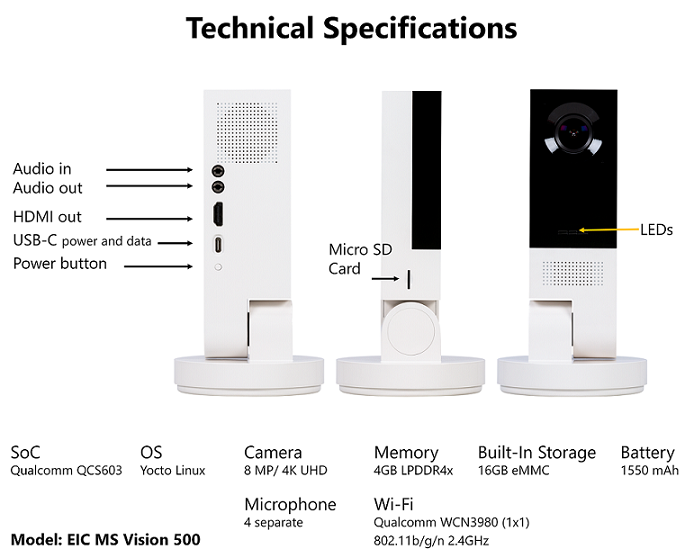 Technical Specifications
Audio in
Audio out
HDMI out
USB-C power and data
Power button
Micro SD
Card
LEDs
SoC
Qualcomm QCS603
OS
Yocto Linux
Camera
8 MP/ 4K UHD
Memory
4GB LPDDR4x
Built-In Storage
16GB eMMC
Battery
1550 mAh
Microphone
4 separate
Wi-Fi
Qualcomm WCN3980 (1x1)
802.11b/g/n 2.4GHz
Model: EIC MS Vision 500